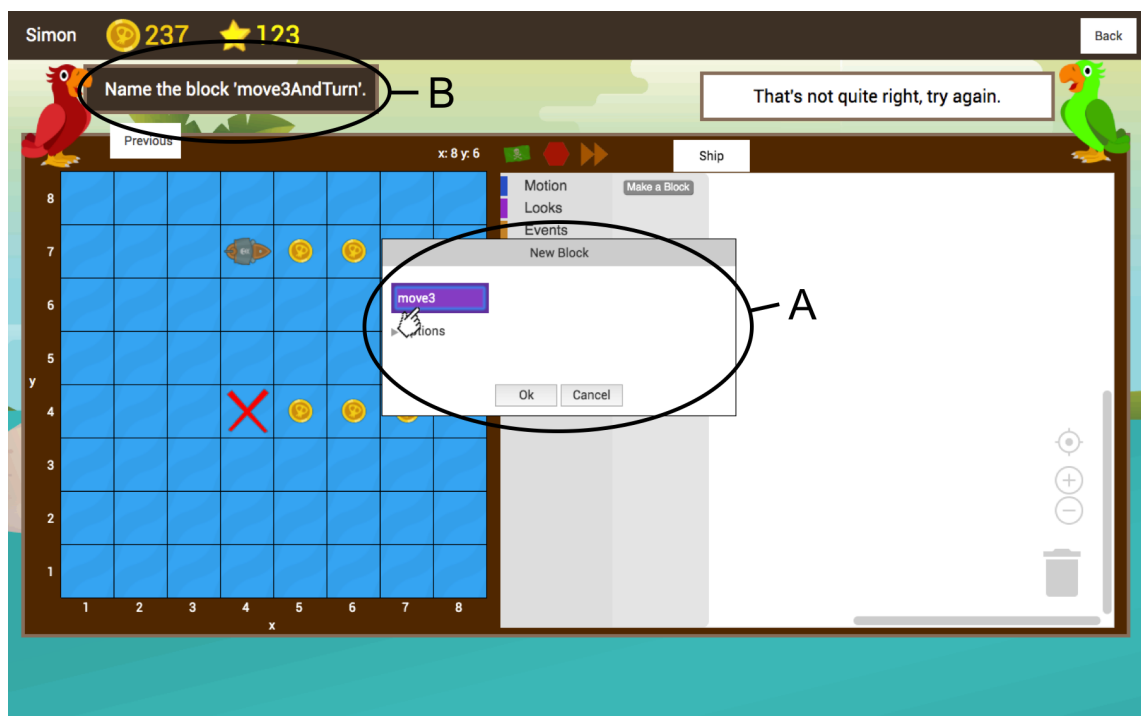 Simon
237
123
Back
Name the block 'move3AndTurn'.
B
That's not quite right, try again.
Previous
x: 8 y: 6
Ship
Motion
Make a Block
Looks
Events
New Block
move3
A
Ok
Cancel
8
7
6
5
y
4
3
2
1
1 2 3 4 5 6 7 8
x